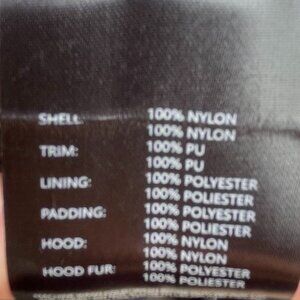 SHELL: 100% NYLON
100% NYLON
TRIM: 100% PU
100% PU
LINING: 100% POLYESTER
100% POLIESTER
PADDING: 100% POLYESTER
100% POLIESTER
HOOD: 100% NYLON
100% NYLON
HOOD FUR: 100% POLYESTER
100% POLIESTER